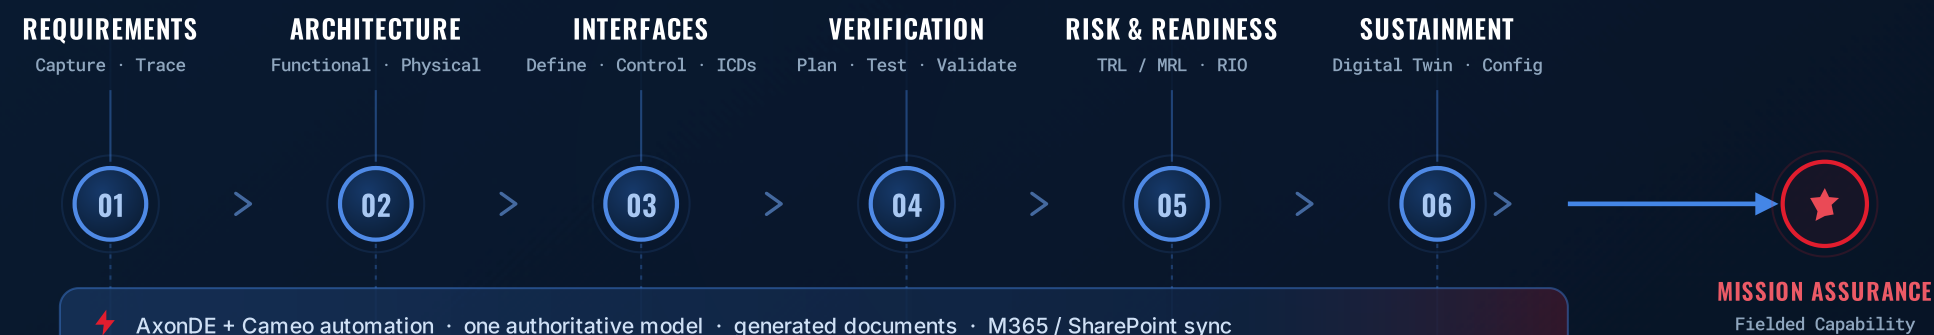 REQUIREMENTS
Capture · Trace
ARCHITECTURE
Functional · Physical
INTERFACES
Define · Control · ICDs
VERIFICATION
Plan · Test · Validate
RISK & READINESS
TRL / MRL · RIO
SUSTAINMENT
Digital Twin · Config
01
02
03
04
05
06
MISSION ASSURANCE
Fielded Capability
AxonDE + Cameo automation · one authoritative model · generated documents · M365 / SharePoint sync